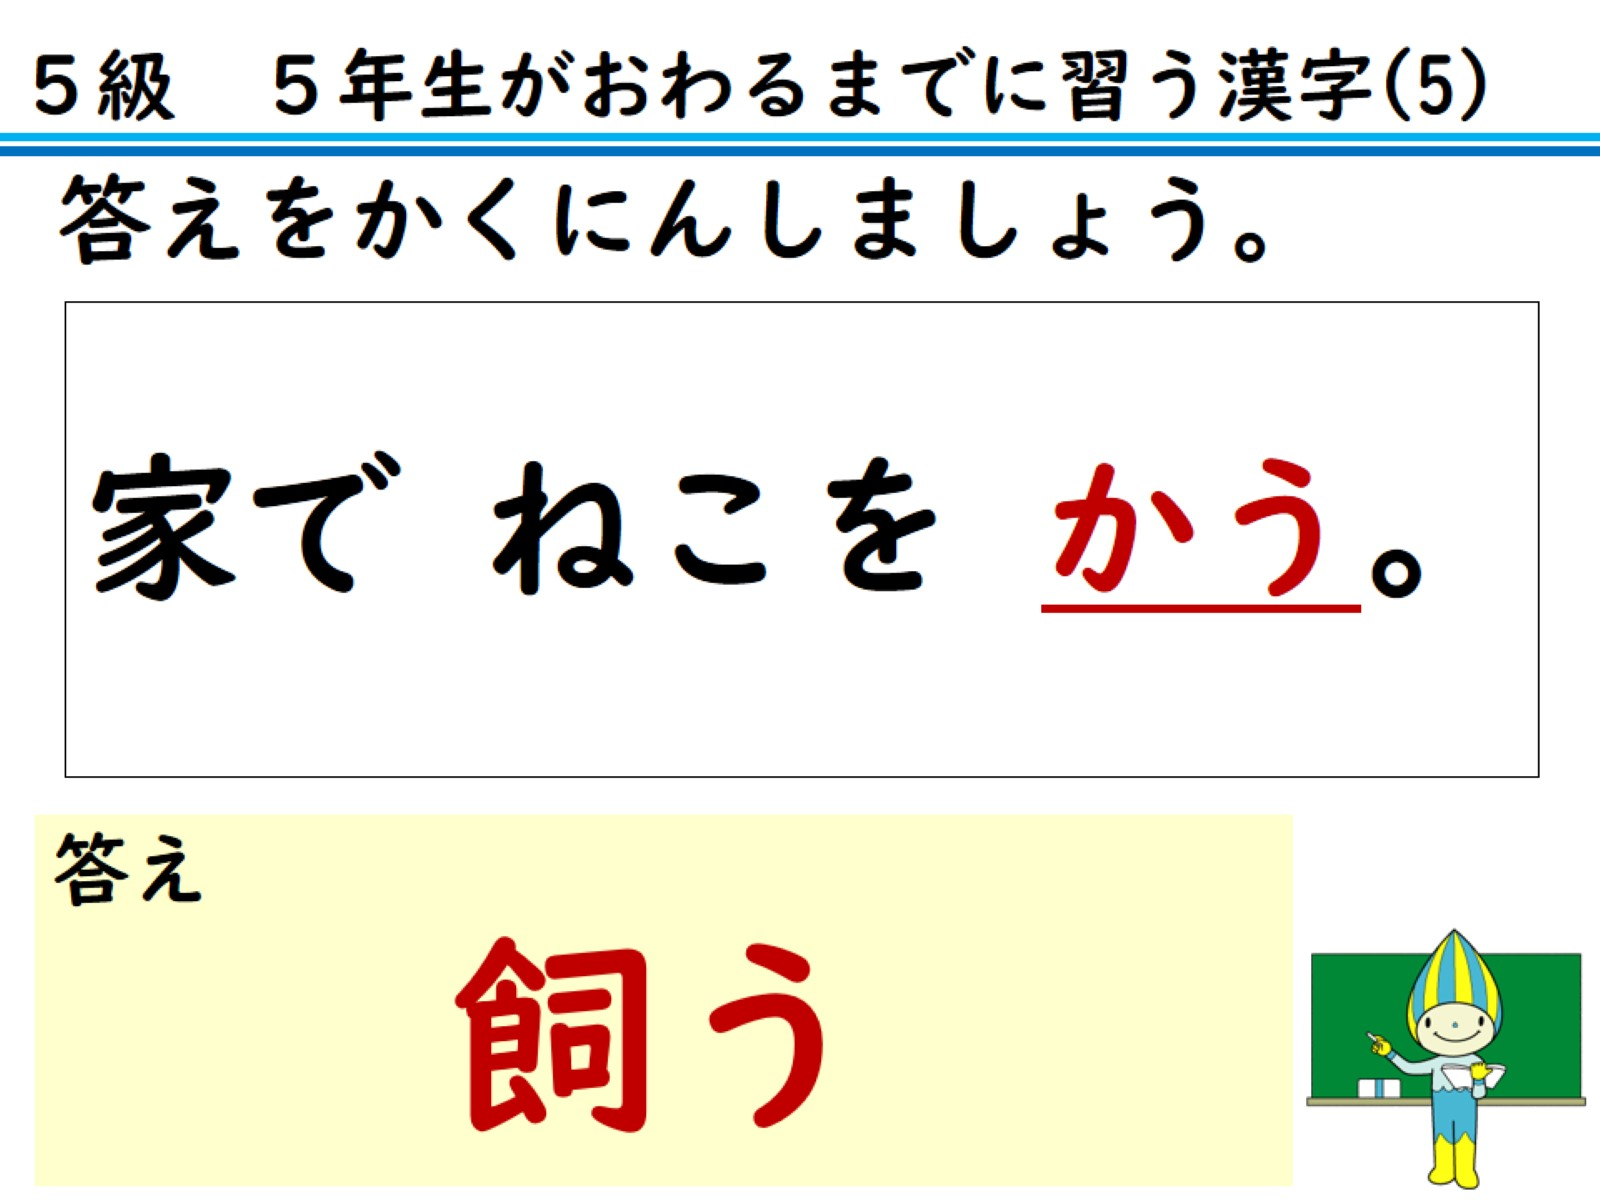 ５級　５年生がおわるまでに習う漢字(5)
答えをかくにんしましょう。
家で ねこを かう。
答え
飼う